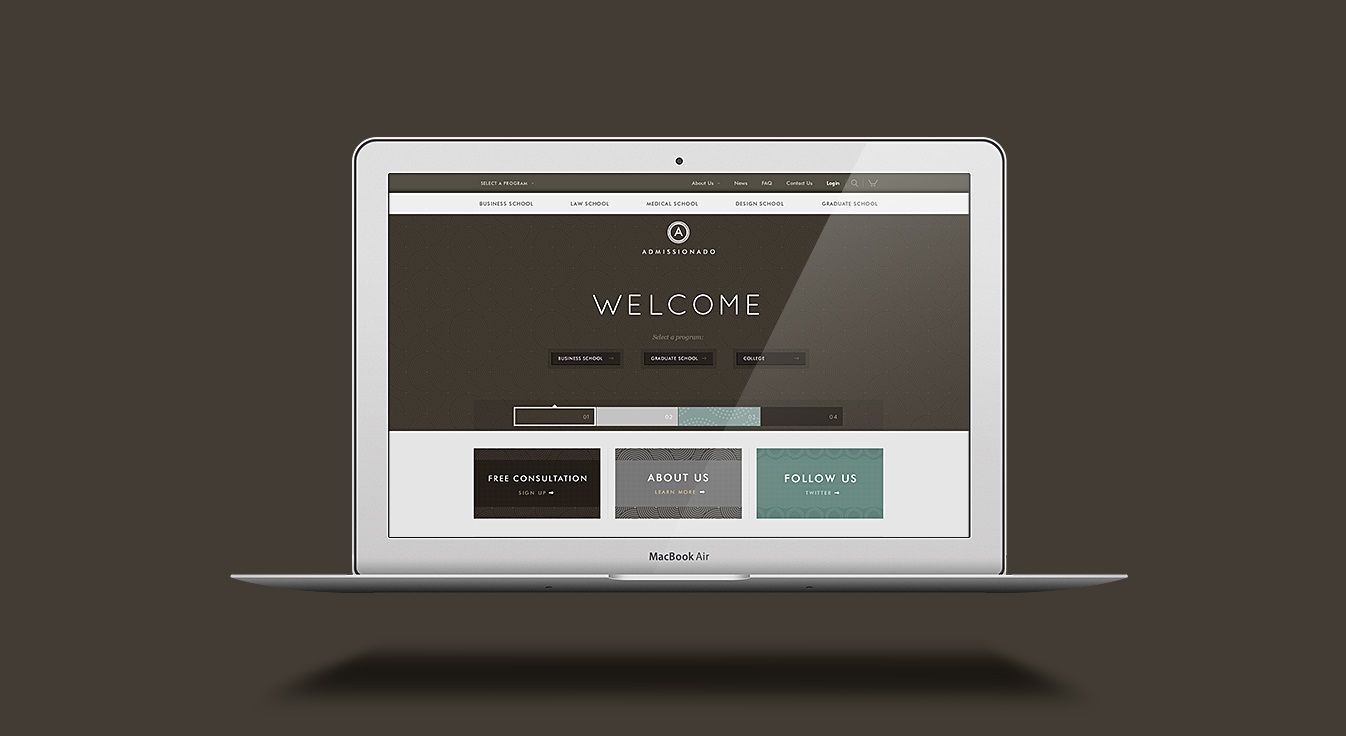 SELECT A PROGRAM
About Us News FAQ Contact Us Login
BUSINESS SCHOOL LAW SCHOOL MEDICAL SCHOOL DESIGN SCHOOL GRADUATE SCHOOL
A
ADMISSIONADO
WELCOME
Select a program:
BUSINESS SCHOOL GRADUATE SCHOOL COLLEGE
01 02 03 04
FREE CONSULTATION
SIGN UP
ABOUT US
LEARN MORE
FOLLOW US
TWITTER
MacBook Air